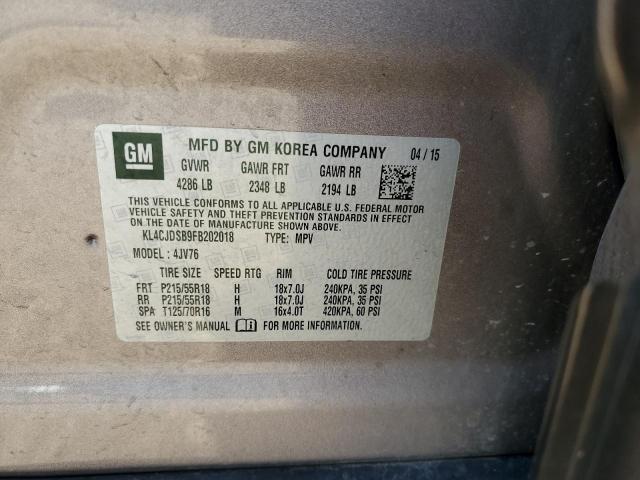 GM
MFD BY GM KOREA COMPANY 04 / 15
GVWR GAWR FRT GAWR RR
4286 LB 2348 LB 2194 LB
THIS VEHICLE CONFORMS TO ALL APPLICABLE U.S. FEDERAL MOTOR
VEHICLE SAFETY AND THEFT PREVENTION STANDARDS IN EFFECT ON
THE DATE OF MANUFACTURE SHOWN ABOVE.
KL4CJDSB9FB202018 TYPE: MPV
MODEL : 4JV76
TIRE SIZE SPEED RTG RIM COLD TIRE PRESSURE
FRT P215/55R18 H 18x7.0J 240KPA, 35 PSI
RR P215/55R18 H 18x7.0J 240KPA, 35 PSI
SPA T125/70R16 M 16x4.0T 420KPA, 60 PSI
SEE OWNER'S MANUAL FOR MORE INFORMATION.